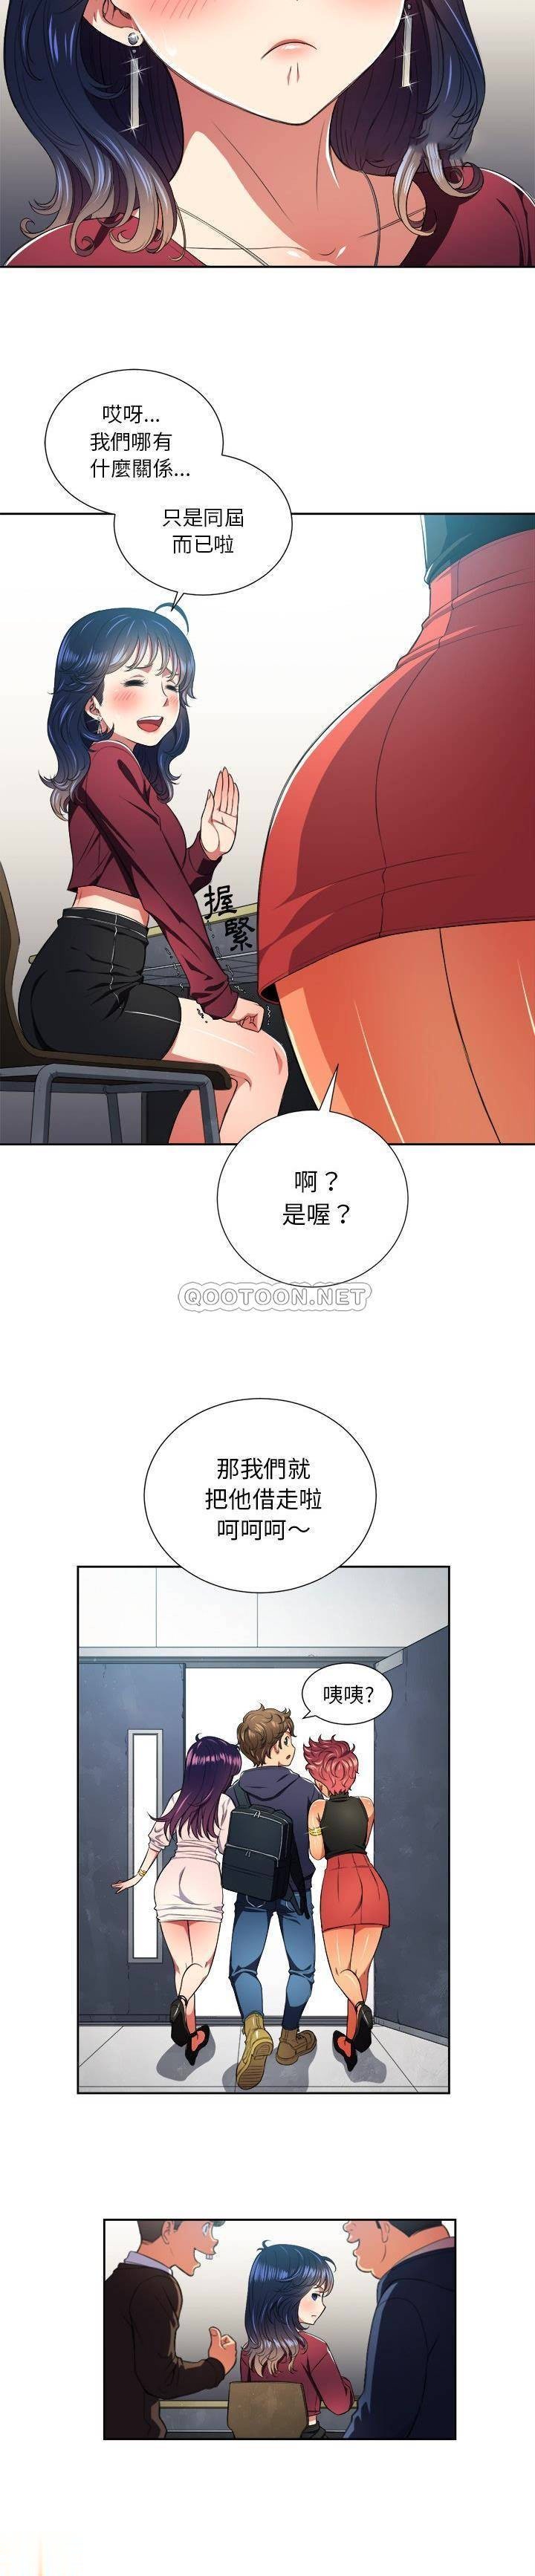 哎呀...
我們哪有
什麼關係...
只是同屆
而已啦
握
緊
啊？
是喔？
QOOTOON.NET
那我們就
把他借走啦
呵呵呵～
咦咦?